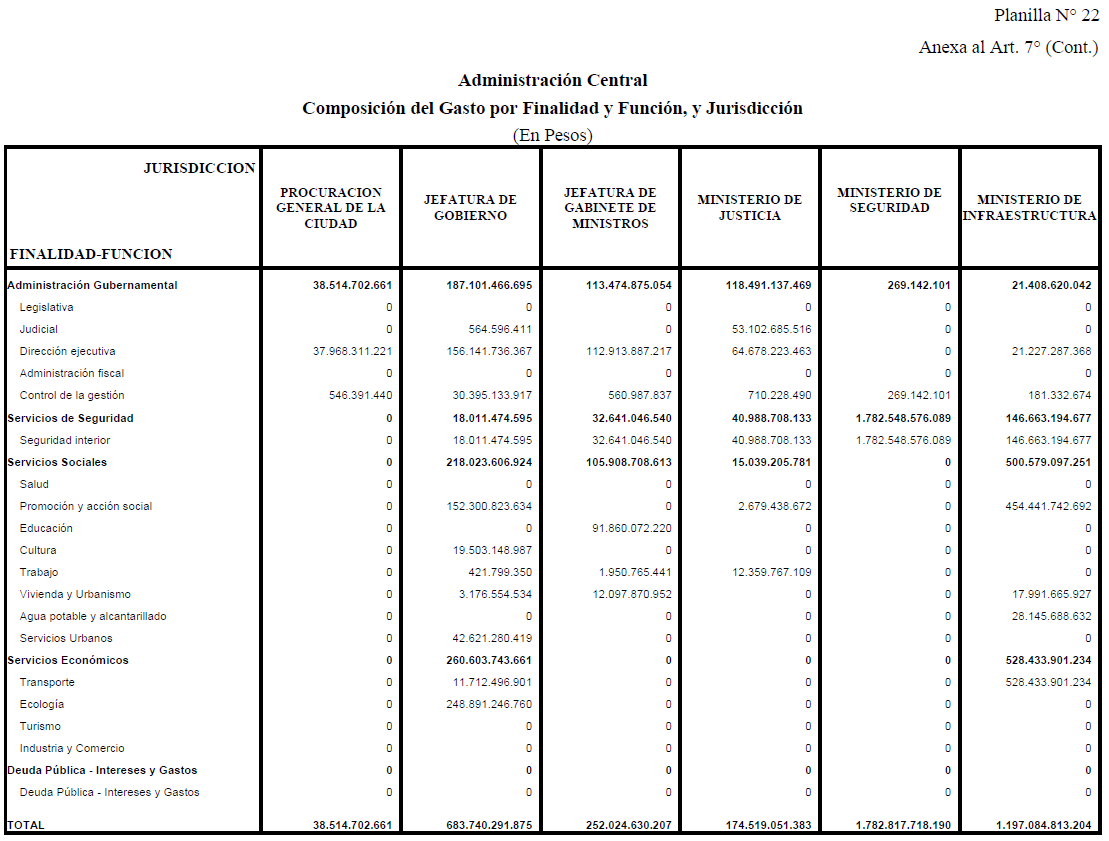 Planilla N° 22
Anexa al Art. 7° (Cont.)
Administración Central
Composición del Gasto por Finalidad y Función, y Jurisdicción
(En Pesos)
JURISDICCION
FINALIDAD-FUNCION
PROCURACION GENERAL DE LA CIUDAD
JEFATURA DE GOBIERNO
JEFATURA DE GABINETE DE MINISTROS
MINISTERIO DE JUSTICIA
MINISTERIO DE SEGURIDAD
MINISTERIO DE INFRAESTRUCTURA
Administración Gubernamental 38.514.702.661 187.101.466.695 113.474.875.054 118.491.137.469 269.142.101 21.408.620.042
Legislativa 0 0 0 0 0 0
Judicial 0 564.596.411 0 53.102.685.516 0 0
Dirección ejecutiva 37.968.311.221 156.141.736.367 112.913.887.217 64.678.223.463 0 21.227.287.368
Administración fiscal 0 0 0 0 0 0
Control de la gestión 546.391.440 30.395.133.917 560.987.837 710.228.490 269.142.101 181.332.674
Servicios de Seguridad 0 18.011.474.595 32.641.046.540 40.988.708.133 1.782.548.576.089 146.663.194.677
Seguridad interior 0 18.011.474.595 32.641.046.540 40.988.708.133 1.782.548.576.089 146.663.194.677
Servicios Sociales 0 218.023.606.924 105.908.708.613 15.039.205.781 0 500.579.097.251
Salud 0 0 0 0 0 0
Promoción y acción social 0 152.300.823.634 0 2.679.438.672 0 454.441.742.692
Educación 0 0 91.860.072.220 0 0 0
Cultura 0 19.503.148.987 0 0 0 0
Trabajo 0 421.799.350 1.950.765.441 12.359.767.109 0 0
Vivienda y Urbanismo 0 3.176.554.534 12.097.870.952 0 0 17.991.665.927
Agua potable y alcantarillado 0 0 0 0 0 28.145.688.632
Servicios Urbanos 0 42.621.280.419 0 0 0 0
Servicios Económicos 0 260.603.743.661 0 0 0 528.433.901.234
Transporte 0 11.712.496.901 0 0 0 528.433.901.234
Ecología 0 248.891.246.760 0 0 0 0
Turismo 0 0 0 0 0 0
Industria y Comercio 0 0 0 0 0 0
Deuda Pública - Intereses y Gastos 0 0 0 0 0 0
Deuda Pública - Intereses y Gastos 0 0 0 0 0 0
TOTAL 38.514.702.661 683.740.291.875 252.024.630.207 174.519.051.383 1.782.817.718.190 1.197.084.813.204